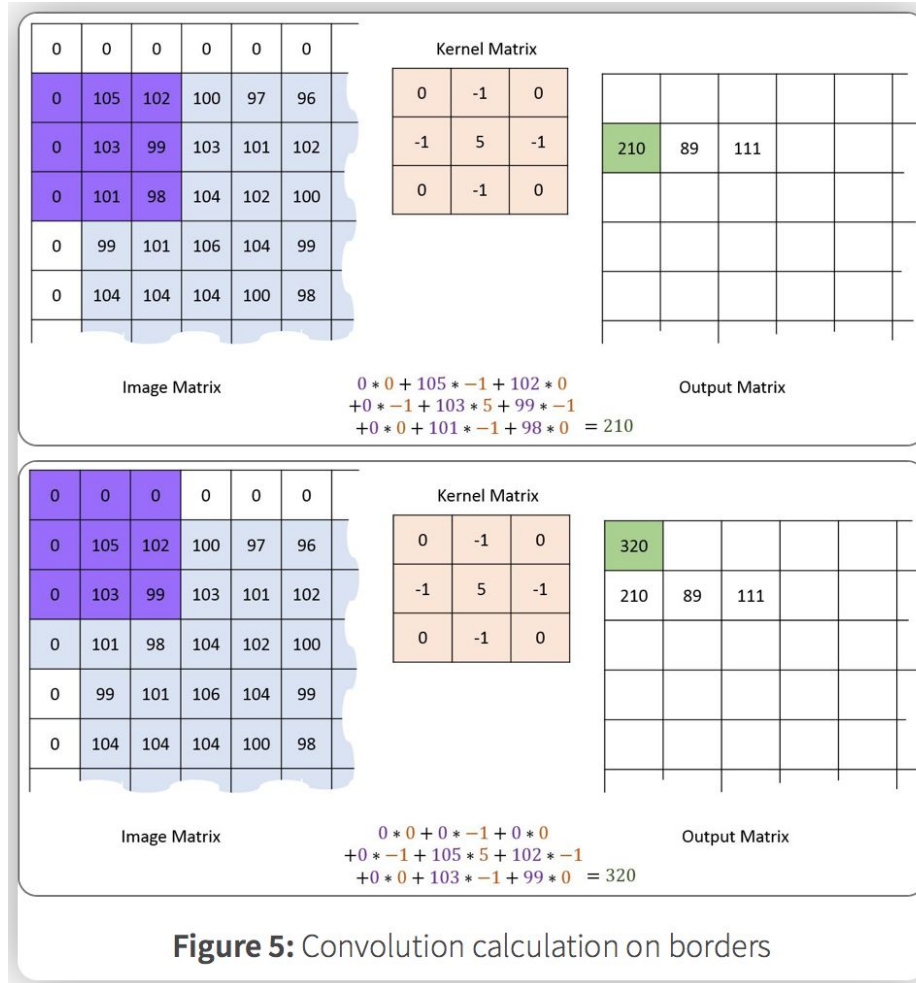 0 0 0 0 0 0
0 105 102 100 97 96
0 103 99 103 101 102
0 101 98 104 102 100
0 99 101 106 104 99
0 104 104 104 100 98
Image Matrix
Kernel Matrix
0 -1 0
-1 5 -1
0 -1 0
210 89 111
Output Matrix
0 * 0 + 105 * −1 + 102 * 0
+0 * −1 + 103 * 5 + 99 * −1
+0 * 0 + 101 * −1 + 98 * 0 = 210
0 0 0 0 0 0
0 105 102 100 97 96
0 103 99 103 101 102
0 101 98 104 102 100
0 99 101 106 104 99
0 104 104 104 100 98
Image Matrix
Kernel Matrix
0 -1 0
-1 5 -1
0 -1 0
320
210 89 111
Output Matrix
0 * 0 + 0 * −1 + 0 * 0
+0 * −1 + 105 * 5 + 102 * −1
+0 * 0 + 103 * −1 + 99 * 0 = 320
Figure 5: Convolution calculation on borders